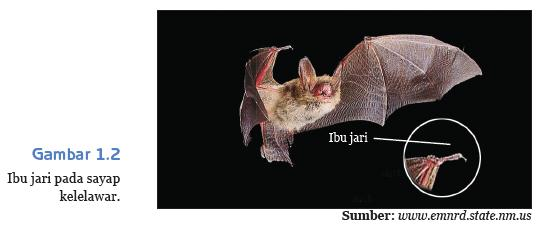 Ibu jari
Gambar 1.2
Ibu jari pada sayap
kelelawar.
Sumber: www.emnrd.state.nm.us